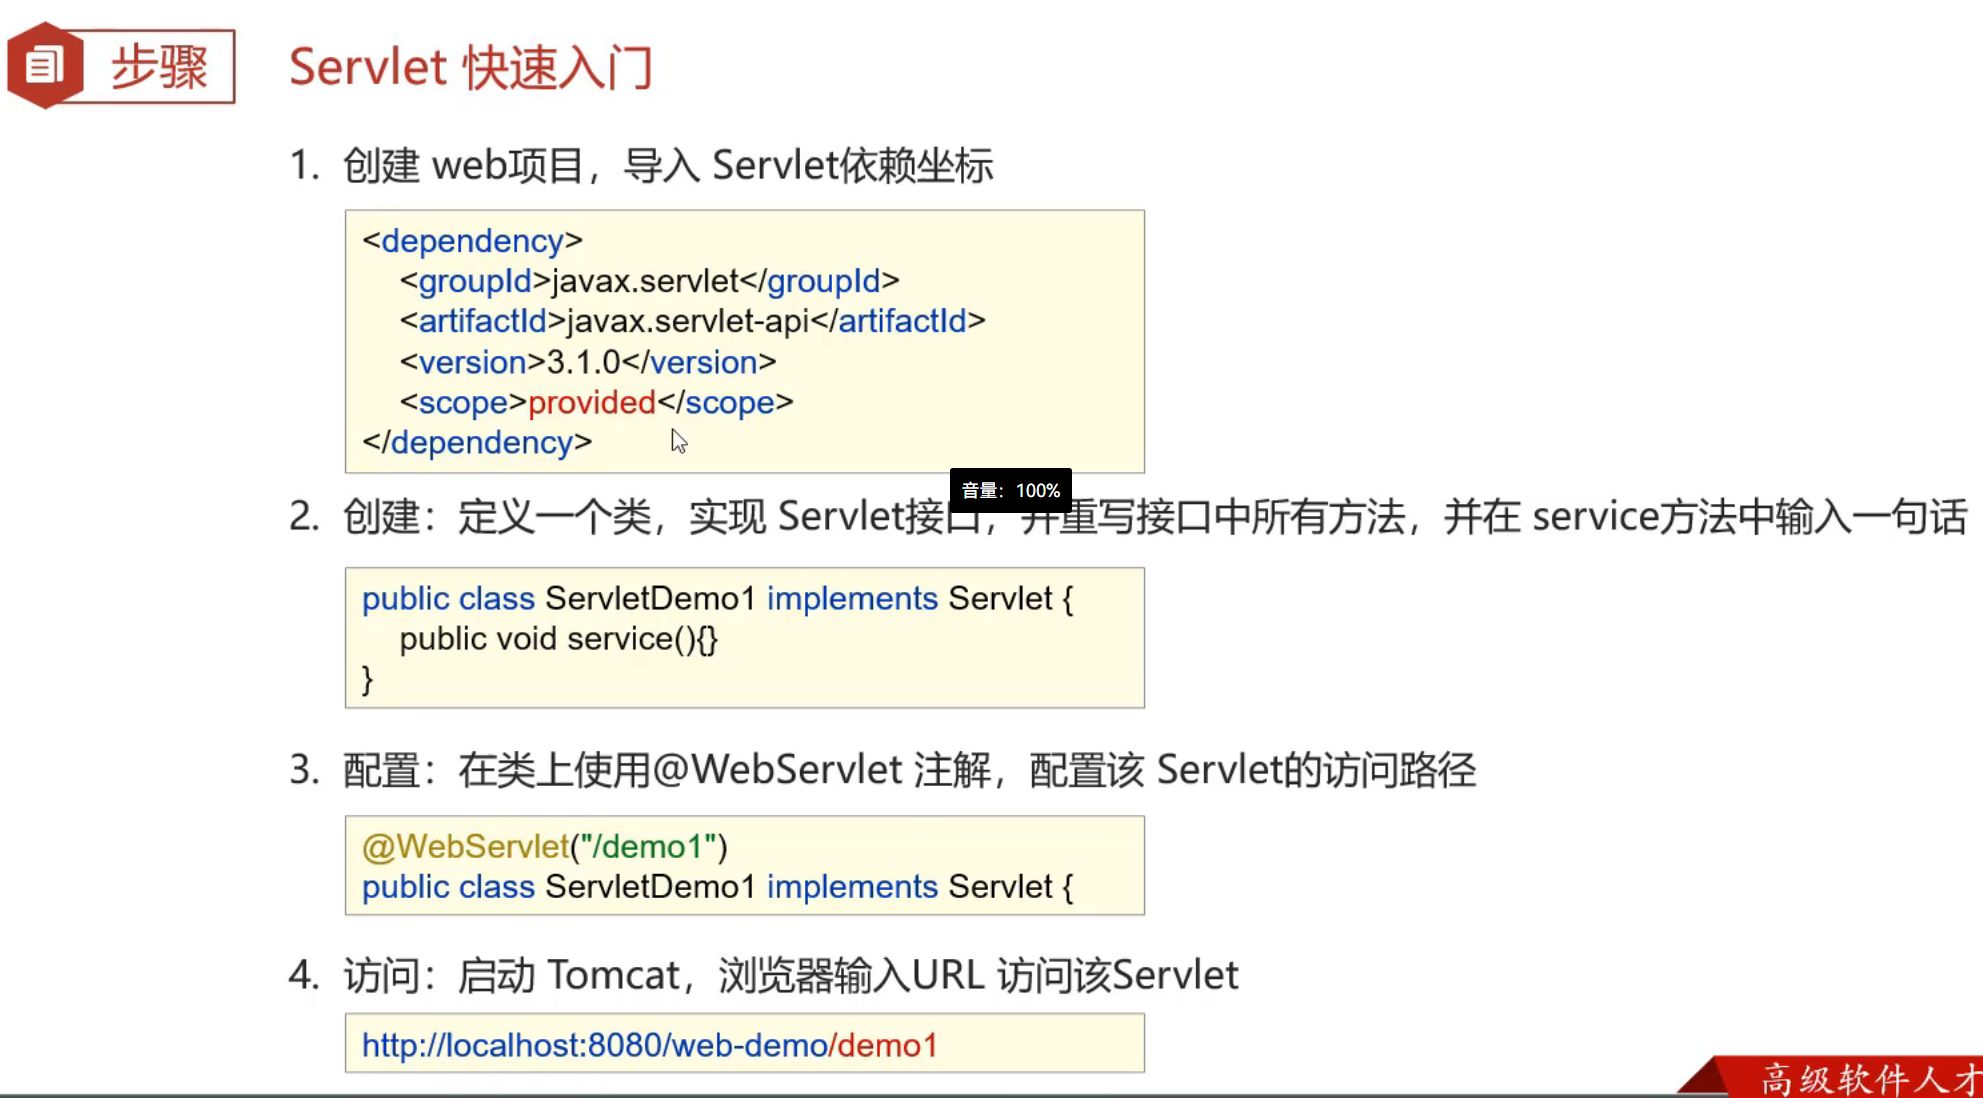 步骤
Servlet 快速入门
1. 创建 web项目，导入 Servlet依赖坐标
<dependency>
    <groupId>javax.servlet</groupId>
    <artifactId>javax.servlet-api</artifactId>
    <version>3.1.0</version>
    <scope>provided</scope>
</dependency>
音量：100%
2. 创建：定义一个类，实现 Servlet接口，并重写接口中所有方法，并在 service方法中输入一句话
public class ServletDemo1 implements Servlet {
    public void service(){}
}
3. 配置：在类上使用@WebServlet 注解，配置该 Servlet的访问路径
@WebServlet("/demo1")
public class ServletDemo1 implements Servlet {
4. 访问：启动 Tomcat，浏览器输入URL 访问该Servlet
http://localhost:8080/web-demo/demo1
高级软件人才